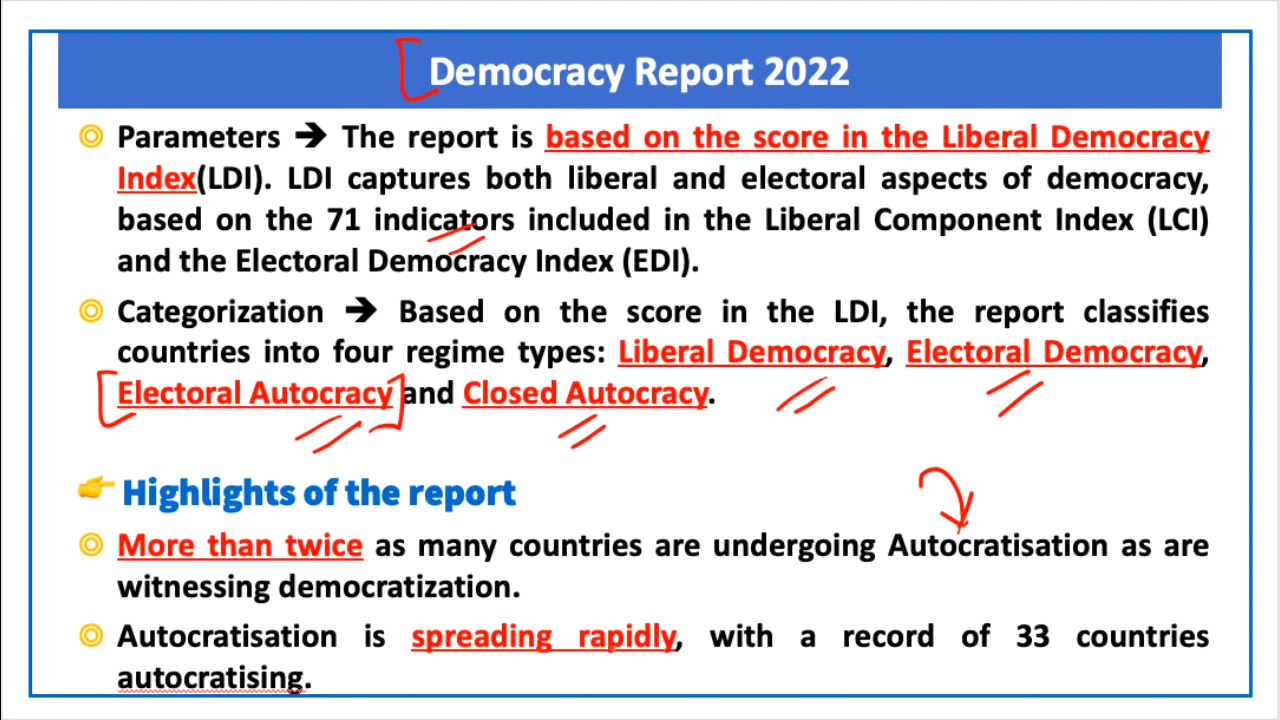 Democracy Report 2022
Parameters ➔ The report is based on the score in the Liberal Democracy
Index(LDI). LDI captures both liberal and electoral aspects of democracy,
based on the 71 indicators included in the Liberal Component Index (LCI)
and the Electoral Democracy Index (EDI).
Categorization ➔ Based on the score in the LDI, the report classifies
countries into four regime types: Liberal Democracy, Electoral Democracy,
Electoral Autocracy and Closed Autocracy.
👉 Highlights of the report
More than twice as many countries are undergoing Autocratisation as are
witnessing democratization.
Autocratisation is spreading rapidly, with a record of 33 countries
autocratising.